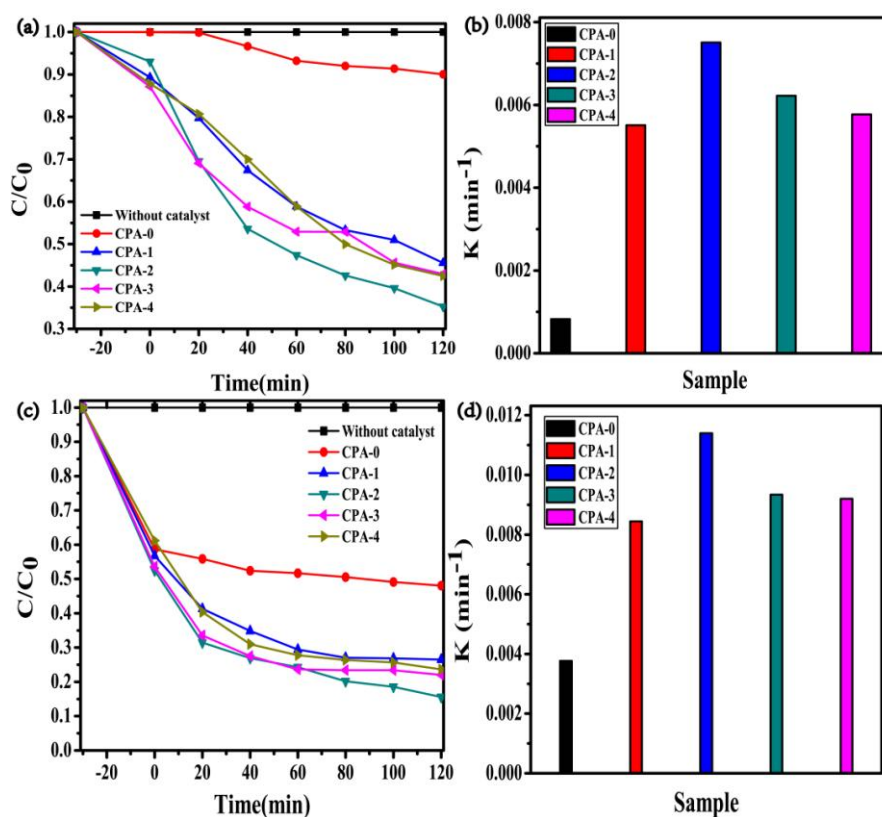 (a)
1.0
0.9
0.8
0.7
0.6
0.5
0.4
0.3
C/C0
Without catalyst
CPA-0
CPA-1
CPA-2
CPA-3
CPA-4
-20 0 20 40 60 80 100 120
Time(min)
(b)
0.008
0.006
0.004
0.002
0.000
K (min-1)
CPA-0
CPA-1
CPA-2
CPA-3
CPA-4
Sample
(c)
1.0
0.9
0.8
0.7
0.6
0.5
0.4
0.3
0.2
0.1
0.0
C/C0
Without catalyst
CPA-0
CPA-1
CPA-2
CPA-3
CPA-4
-20 0 20 40 60 80 100 120
Time(min)
(d)
0.012
0.010
0.008
0.006
0.004
0.002
0.000
K (min-1)
CPA-0
CPA-1
CPA-2
CPA-3
CPA-4
Sample